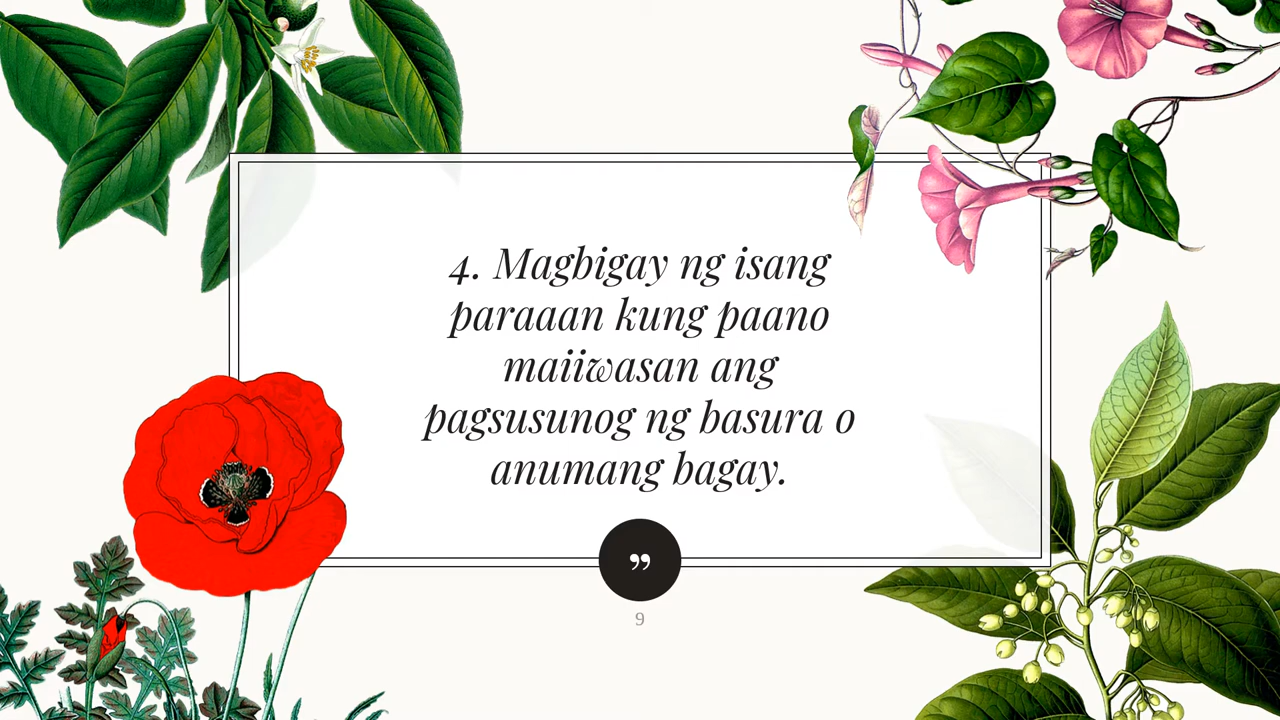 4. Magbigay ng isang
paraaan kung paano
maiiwasan ang
pagsusunog ng basura o
anumang bagay.
”
9